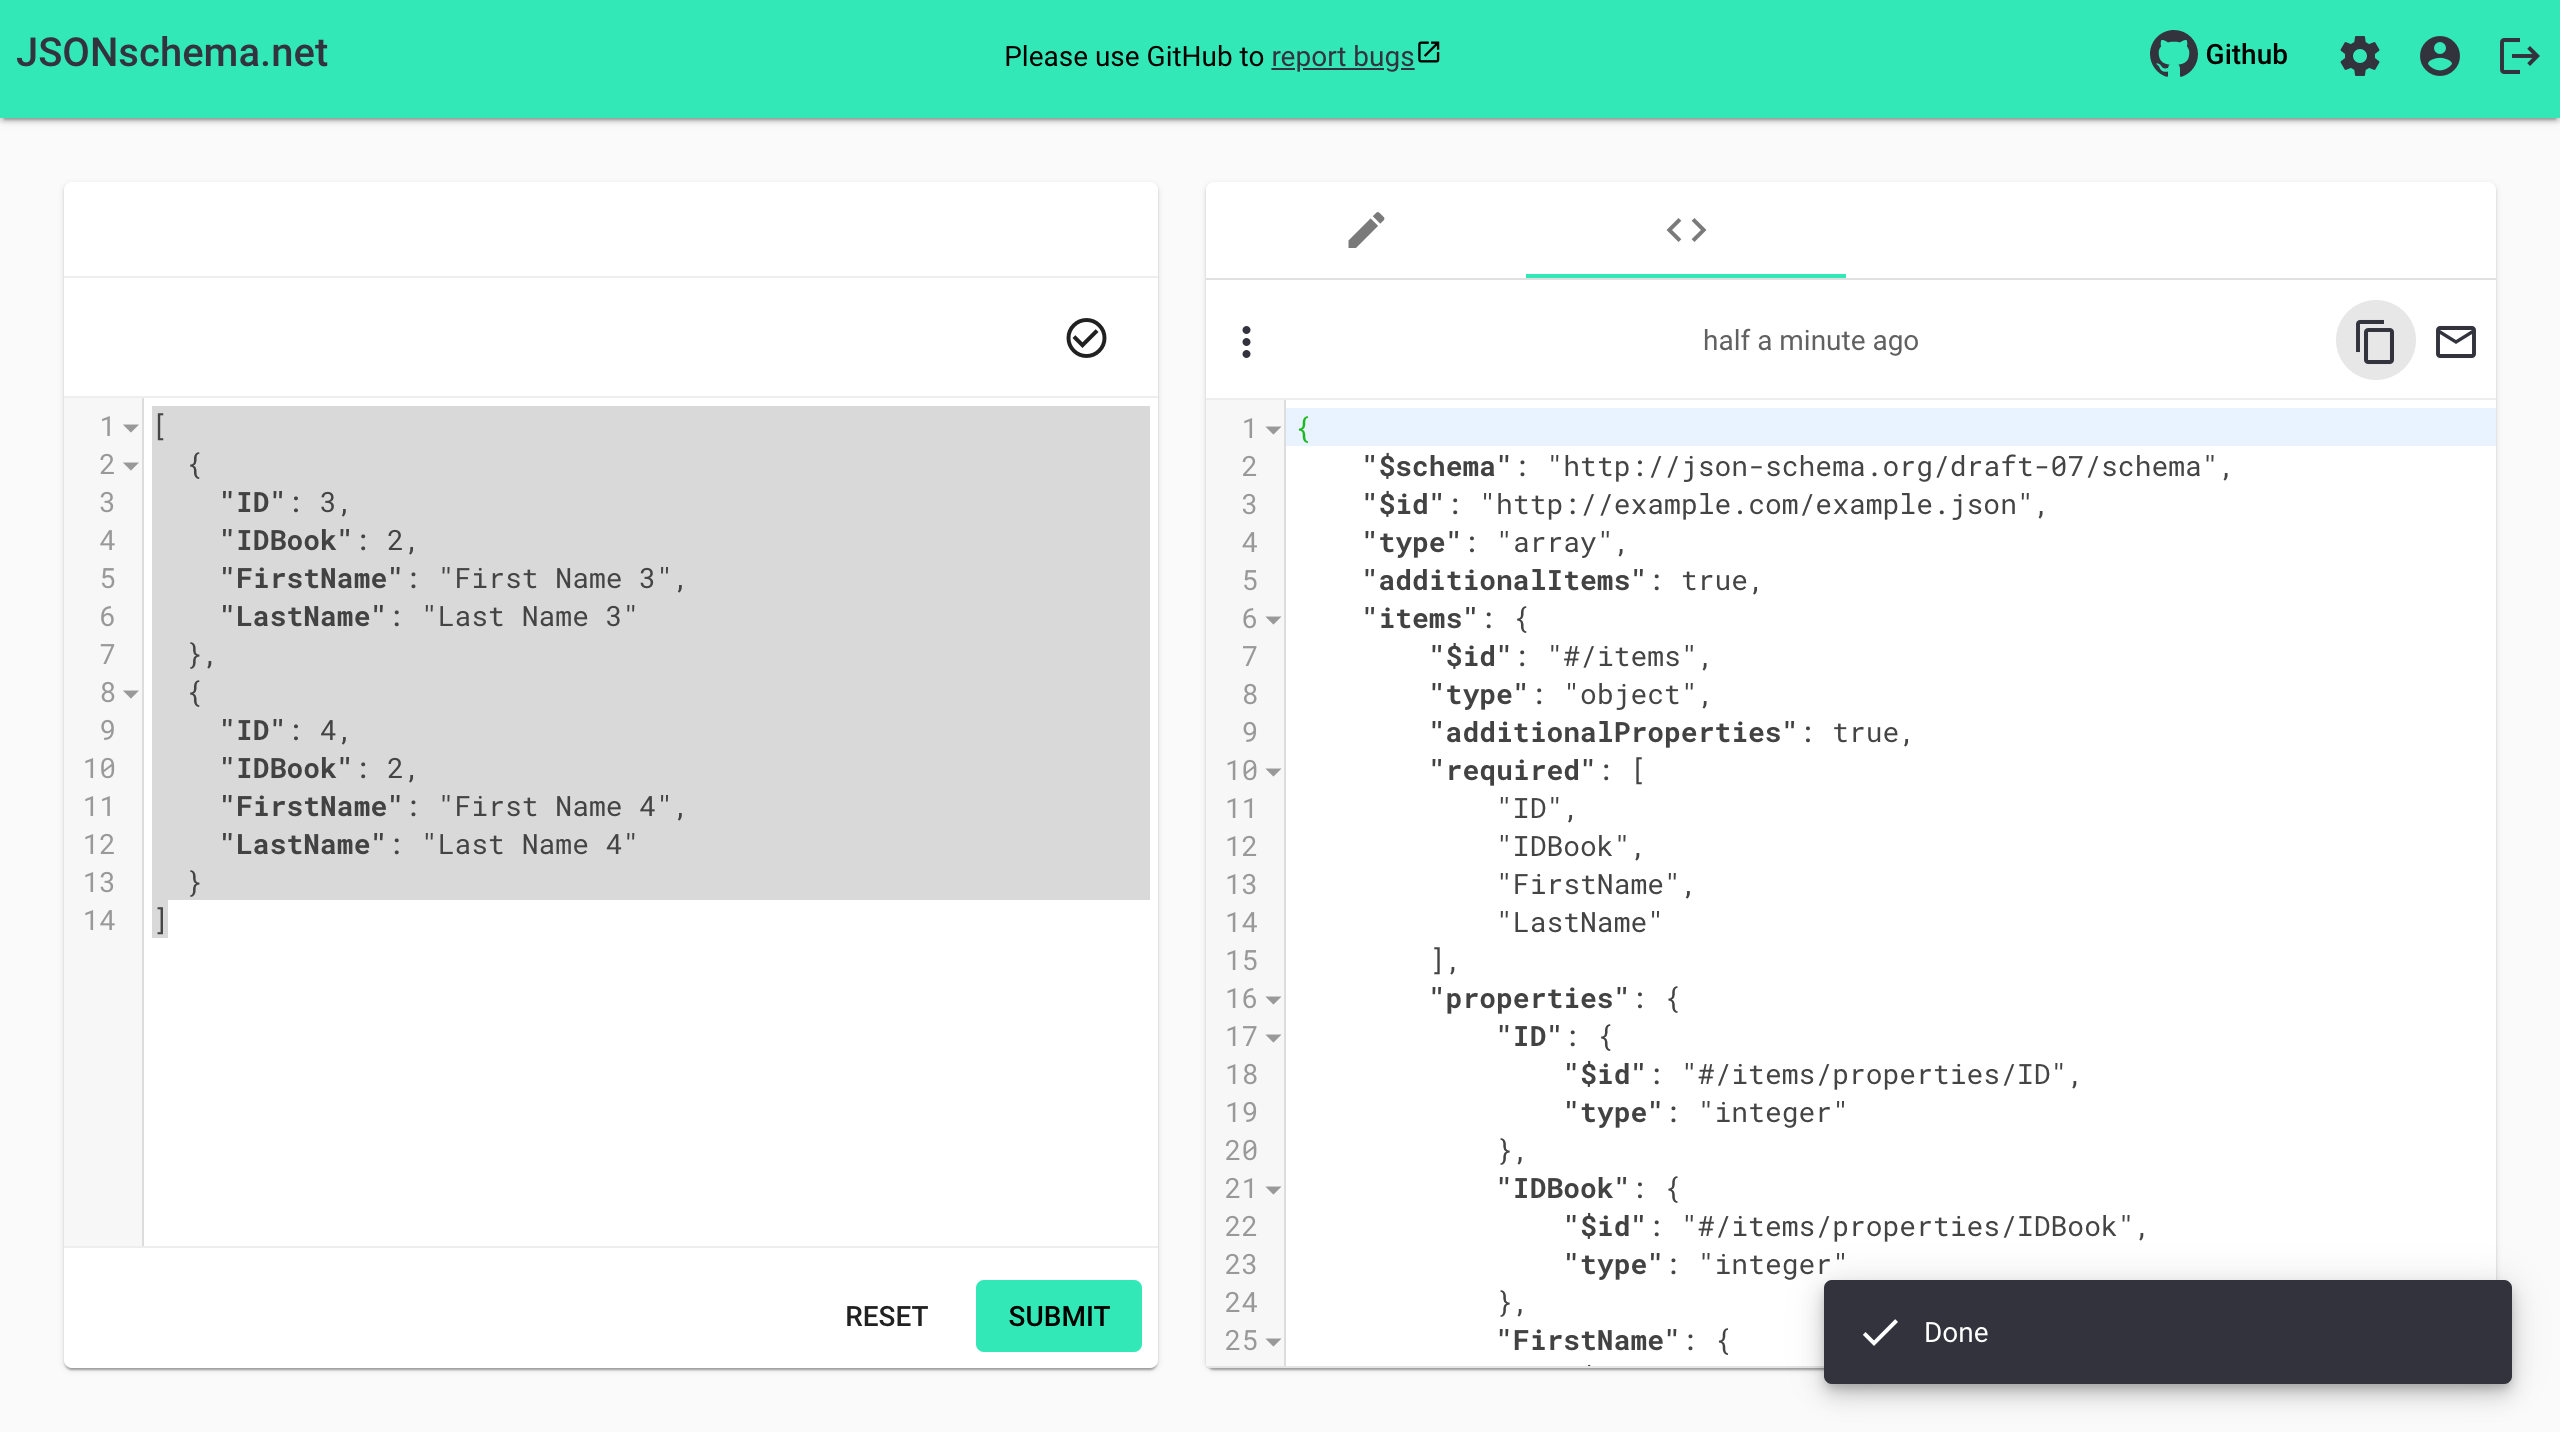 JSONschema.net
Please use GitHub to report bugs
Github
1 [
2 {
3 "ID": 3,
4 "IDBook": 2,
5 "FirstName": "First Name 3",
6 "LastName": "Last Name 3"
7 },
8 {
9 "ID": 4,
10 "IDBook": 2,
11 "FirstName": "First Name 4",
12 "LastName": "Last Name 4"
13 }
14 ]
RESET
SUBMIT
half a minute ago
1 {
2 "$schema": "http://json-schema.org/draft-07/schema",
3 "$id": "http://example.com/example.json",
4 "type": "array",
5 "additionalItems": true,
6 "items": {
7 "$id": "#/items",
8 "type": "object",
9 "additionalProperties": true,
10 "required": [
11 "ID",
12 "IDBook",
13 "FirstName",
14 "LastName"
15 ],
16 "properties": {
17 "ID": {
18 "$id": "#/items/properties/ID",
19 "type": "integer"
20 },
21 "IDBook": {
22 "$id": "#/items/properties/IDBook",
23 "type": "integer"
24 },
25 "FirstName": {
Done